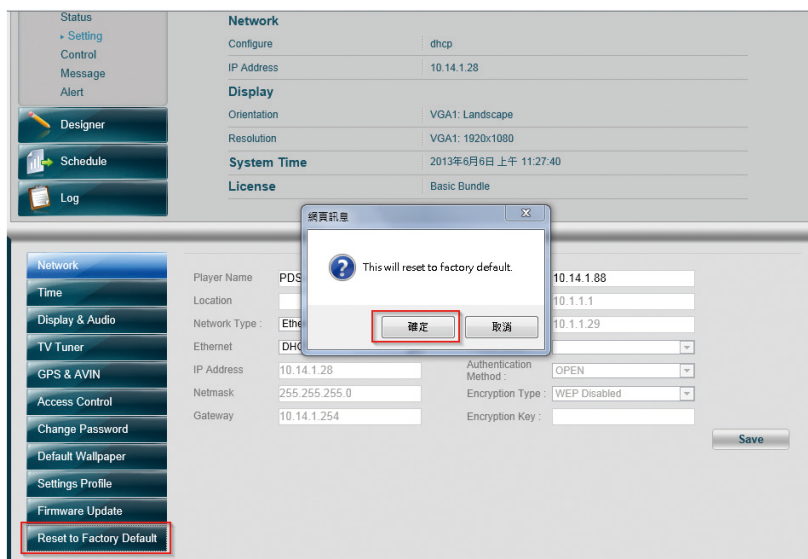 Status
Setting
Control
Message
Alert
Designer
Schedule
Log
Network
Configure dhcp
IP Address 10.14.1.28
Display
Orientation VGA1: Landscape
Resolution VGA1: 1920x1080
System Time 2013年6月6日 上午 11:27:40
License Basic Bundle
網頁訊息
This will reset to factory default.
確定 取消
Network
Time
Display & Audio
TV Tuner
GPS & AVIN
Access Control
Change Password
Default Wallpaper
Settings Profile
Firmware Update
Reset to Factory Default
Player Name PDS 10.14.1.88
Location 10.1.1.1
Network Type : Ethe 10.1.1.29
Ethernet DHC
IP Address 10.14.1.28 Authentication Method : OPEN
Netmask 255.255.255.0 Encryption Type : WEP Disabled
Gateway 10.14.1.254 Encryption Key :
Save